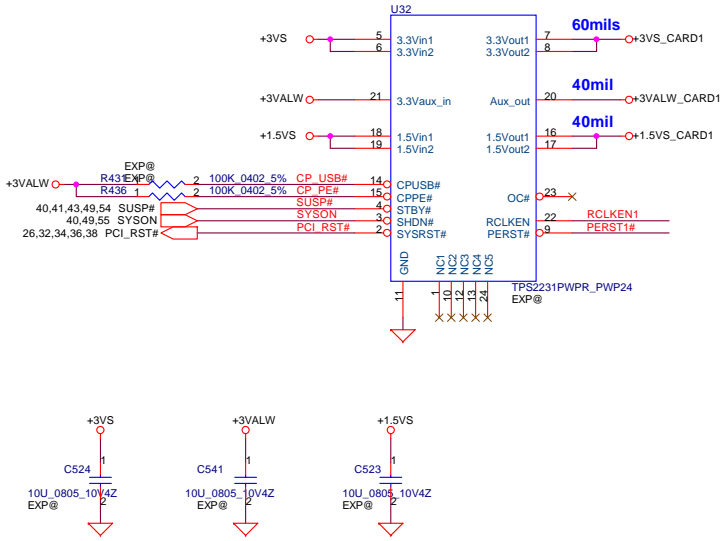 U32
60mils
+3VS 5 3.3Vin1 3.3Vout1 7 +3VS_CARD1
6 3.3Vin2 3.3Vout2 8
40mil
+3VALW 21 3.3Vaux_in Aux_out 20 +3VALW_CARD1
40mil
+1.5VS 18 1.5Vin1 1.5Vout1 16 +1.5VS_CARD1
19 1.5Vin2 1.5Vout2 17
EXP@
+3VALW R431 1 EXP@ 2 100K_0402_5% CP_USB# 14 CPUSB#
R436 1 2 100K_0402_5% CP_PE# 15 CPPE# OC# 23
40,41,43,49,54 SUSP# SUSP# 4 STBY#
40,49,55 SYSON SYSON 3 SHDN# RCLKEN 22 RCLKEN1
26,32,34,36,38 PCI_RST# PCI_RST# 2 SYSRST# PERST# 9 PERST1#
GND NC1 NC2 NC3 NC4 NC5
11 1 10 12 13 24
TPS2231PWPR_PWP24
EXP@
+3VS +3VALW +1.5VS
1 1 1
C524 C541 C523
10U_0805_10V4Z 10U_0805_10V4Z 10U_0805_10V4Z
2 2 2
EXP@ EXP@ EXP@